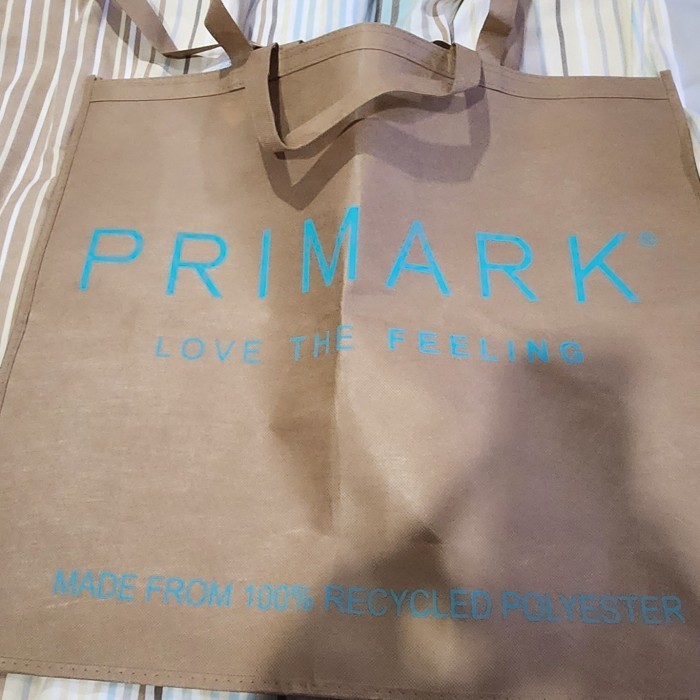 PRIMARK®
LOVE THE FEELING
MADE FROM 100% RECYCLED POLYESTER